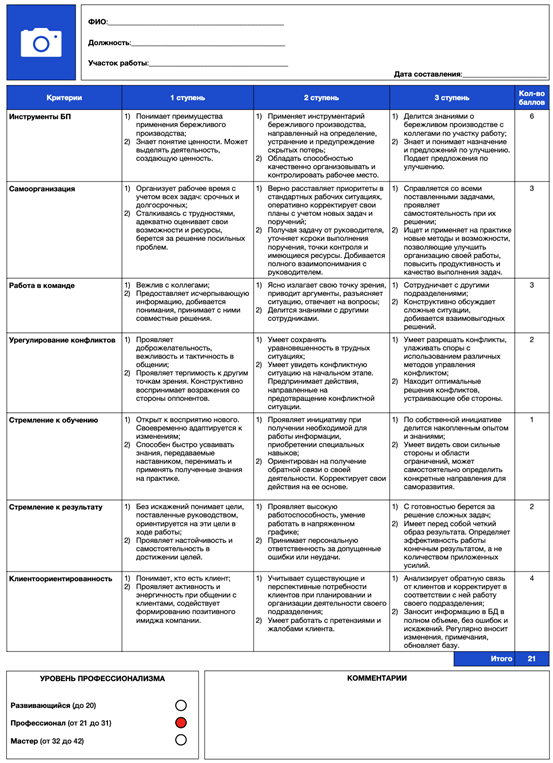 ФИО:
Должность:
Участок работы:
Дата составления:
Критерии
1 ступень
2 ступень
3 ступень
Кол-во
баллов
Инструменты БП
1) Понимает преимущества
применения бережливого
производства;
2) Знает понятие ценности. Может
выделять деятельность,
создающую ценность.
1) Применяет инструментарий
бережливого производства,
направленный на определение,
устранение и предупреждение
скрытых потерь;
2) Обладать способностью
качественно организовывать и
контролировать рабочее место.
1) Делится знаниями о
бережливом производстве с
коллегами по участку работы;
2) Знает и понимает назначение
и предложений по улучшению.
Подает предложения по
улучшению.
6
Самоорганизация
1) Организует рабочее время с
учетом всех задач: срочных и
долгосрочных;
2) Сталкиваясь с трудностями,
адекватно оценивает свои
возможности и ресурсы,
берется за решение посильных
проблем.
1) Верно расставляет приоритеты в
стандартных рабочих ситуациях,
оперативно корректирует свои
планы с учетом новых задач и
поручений;
2) Получая задачу от руководителя,
уточняет ксроки выполнения
поручения, точки контроля и
имеющиеся ресурсы. Добивается
полного взаимопонимания с
руководителем.
1) Справляется со всеми
поставленными задачами,
проявляет
самостоятельность при их
решении;
2) Ищет и применяет на практике
новые методы и возможности,
позволяющие улучшить
организацию своей работы,
повысить продуктивность и
качество выполнения задач.
3
Работа в команде
1) Вежлив с коллегами;
2) Предоставляет исчерпывающую
информацию, добивается
понимания, принимает с ними
совместные решения.
1) Ясно излагает свою точку зрения,
приводит аргументы, разъясняет
ситуацию, отвечает на вопросы;
2) Делится знаниями с другими
сотрудниками.
1) Сотрудничает с другими
подразделениями;
2) Конструктивно обсуждает
сложные ситуации,
добивается взаимовыгодных
решений.
3
Урегулирование конфликтов
1) Проявляет
доброжелательность,
вежливость и тактичность в
общении;
2) Проявляет терпимость к другим
точкам зрения. Конструктивно
воспринимает возражения со
стороны оппонентов.
1) Умеет сохранять
уравновешенность в трудных
ситуациях;
2) Умеет увидеть конфликтную
ситуацию на начальном этапе.
Предпринимает действия,
направленные на
предотвращение конфликтной
ситуации.
1) Умеет разрешать конфликты,
улаживать споры с
использованием различных
методов управления
конфликтом;
2) Находит оптимальные
решения конфликтов,
устраивающие обе стороны.
2
Стремление к обучению
1) Открыт к восприятию нового.
Своевременно адаптируется к
изменениям;
2) Способен быстро усваивать
знания, передаваемые
наставником, перенимать и
применять полученные знания
на практике.
1) Проявляет инициативу при
получении необходимой для
работы информации,
приобретении специальных
навыков;
2) Ориентирован на получение
обратной связи о своей
деятельности. Корректирует свои
действия на ее основе.
1) По собственной инициативе
делится накопленным опытом
и знаниями;
2) Умеет видеть свои сильные
стороны и области
ограничений, может
самостоятельно определить
конкретные направления для
саморазвития.
1
Стремление к результату
1) Без искажений понимает цели,
поставленные руководством,
ориентируется на эти цели в
ходе работы;
2) Проявляет настойчивость и
самостоятельность в
достижении целей.
1) Проявляет высокую
работоспособность, умение
работать в напряженном
графике;
2) Принимает персональную
ответственность за допущенные
ошибки или неудачи.
1) С готовностью берется за
решение сложных задач;
2) Имеет перед собой четкий
образ результата. Определяет
эффективность работы
конечным результатом, а не
количеством приложенных
усилий.
2
Клиентоориентированность
1) Понимает, кто есть клиент;
2) Проявляет активность и
энергичность при общении с
клиентами, содействует
формированию позитивного
имиджа компании.
1) Учитывает существующие и
перспективные потребности
клиентов при планировании и
организации деятельности своего
подразделения;
2) Умеет работать с претензиями и
жалобами клиента.
1) Анализирует обратную связь
от клиентов и корректирует в
соответствии с ней работу
своего подразделения;
2) Заносит информацию в БД в
полном объеме, без ошибок и
искажений. Регулярно вносит
изменения, примечания,
обновляет базу.
4
Итого
21
УРОВЕНЬ ПРОФЕССИОНАЛИЗМА
Развивающийся (до 20)
Профессионал (от 21 до 31)
Мастер (от 32 до 42)
КОММЕНТАРИИ